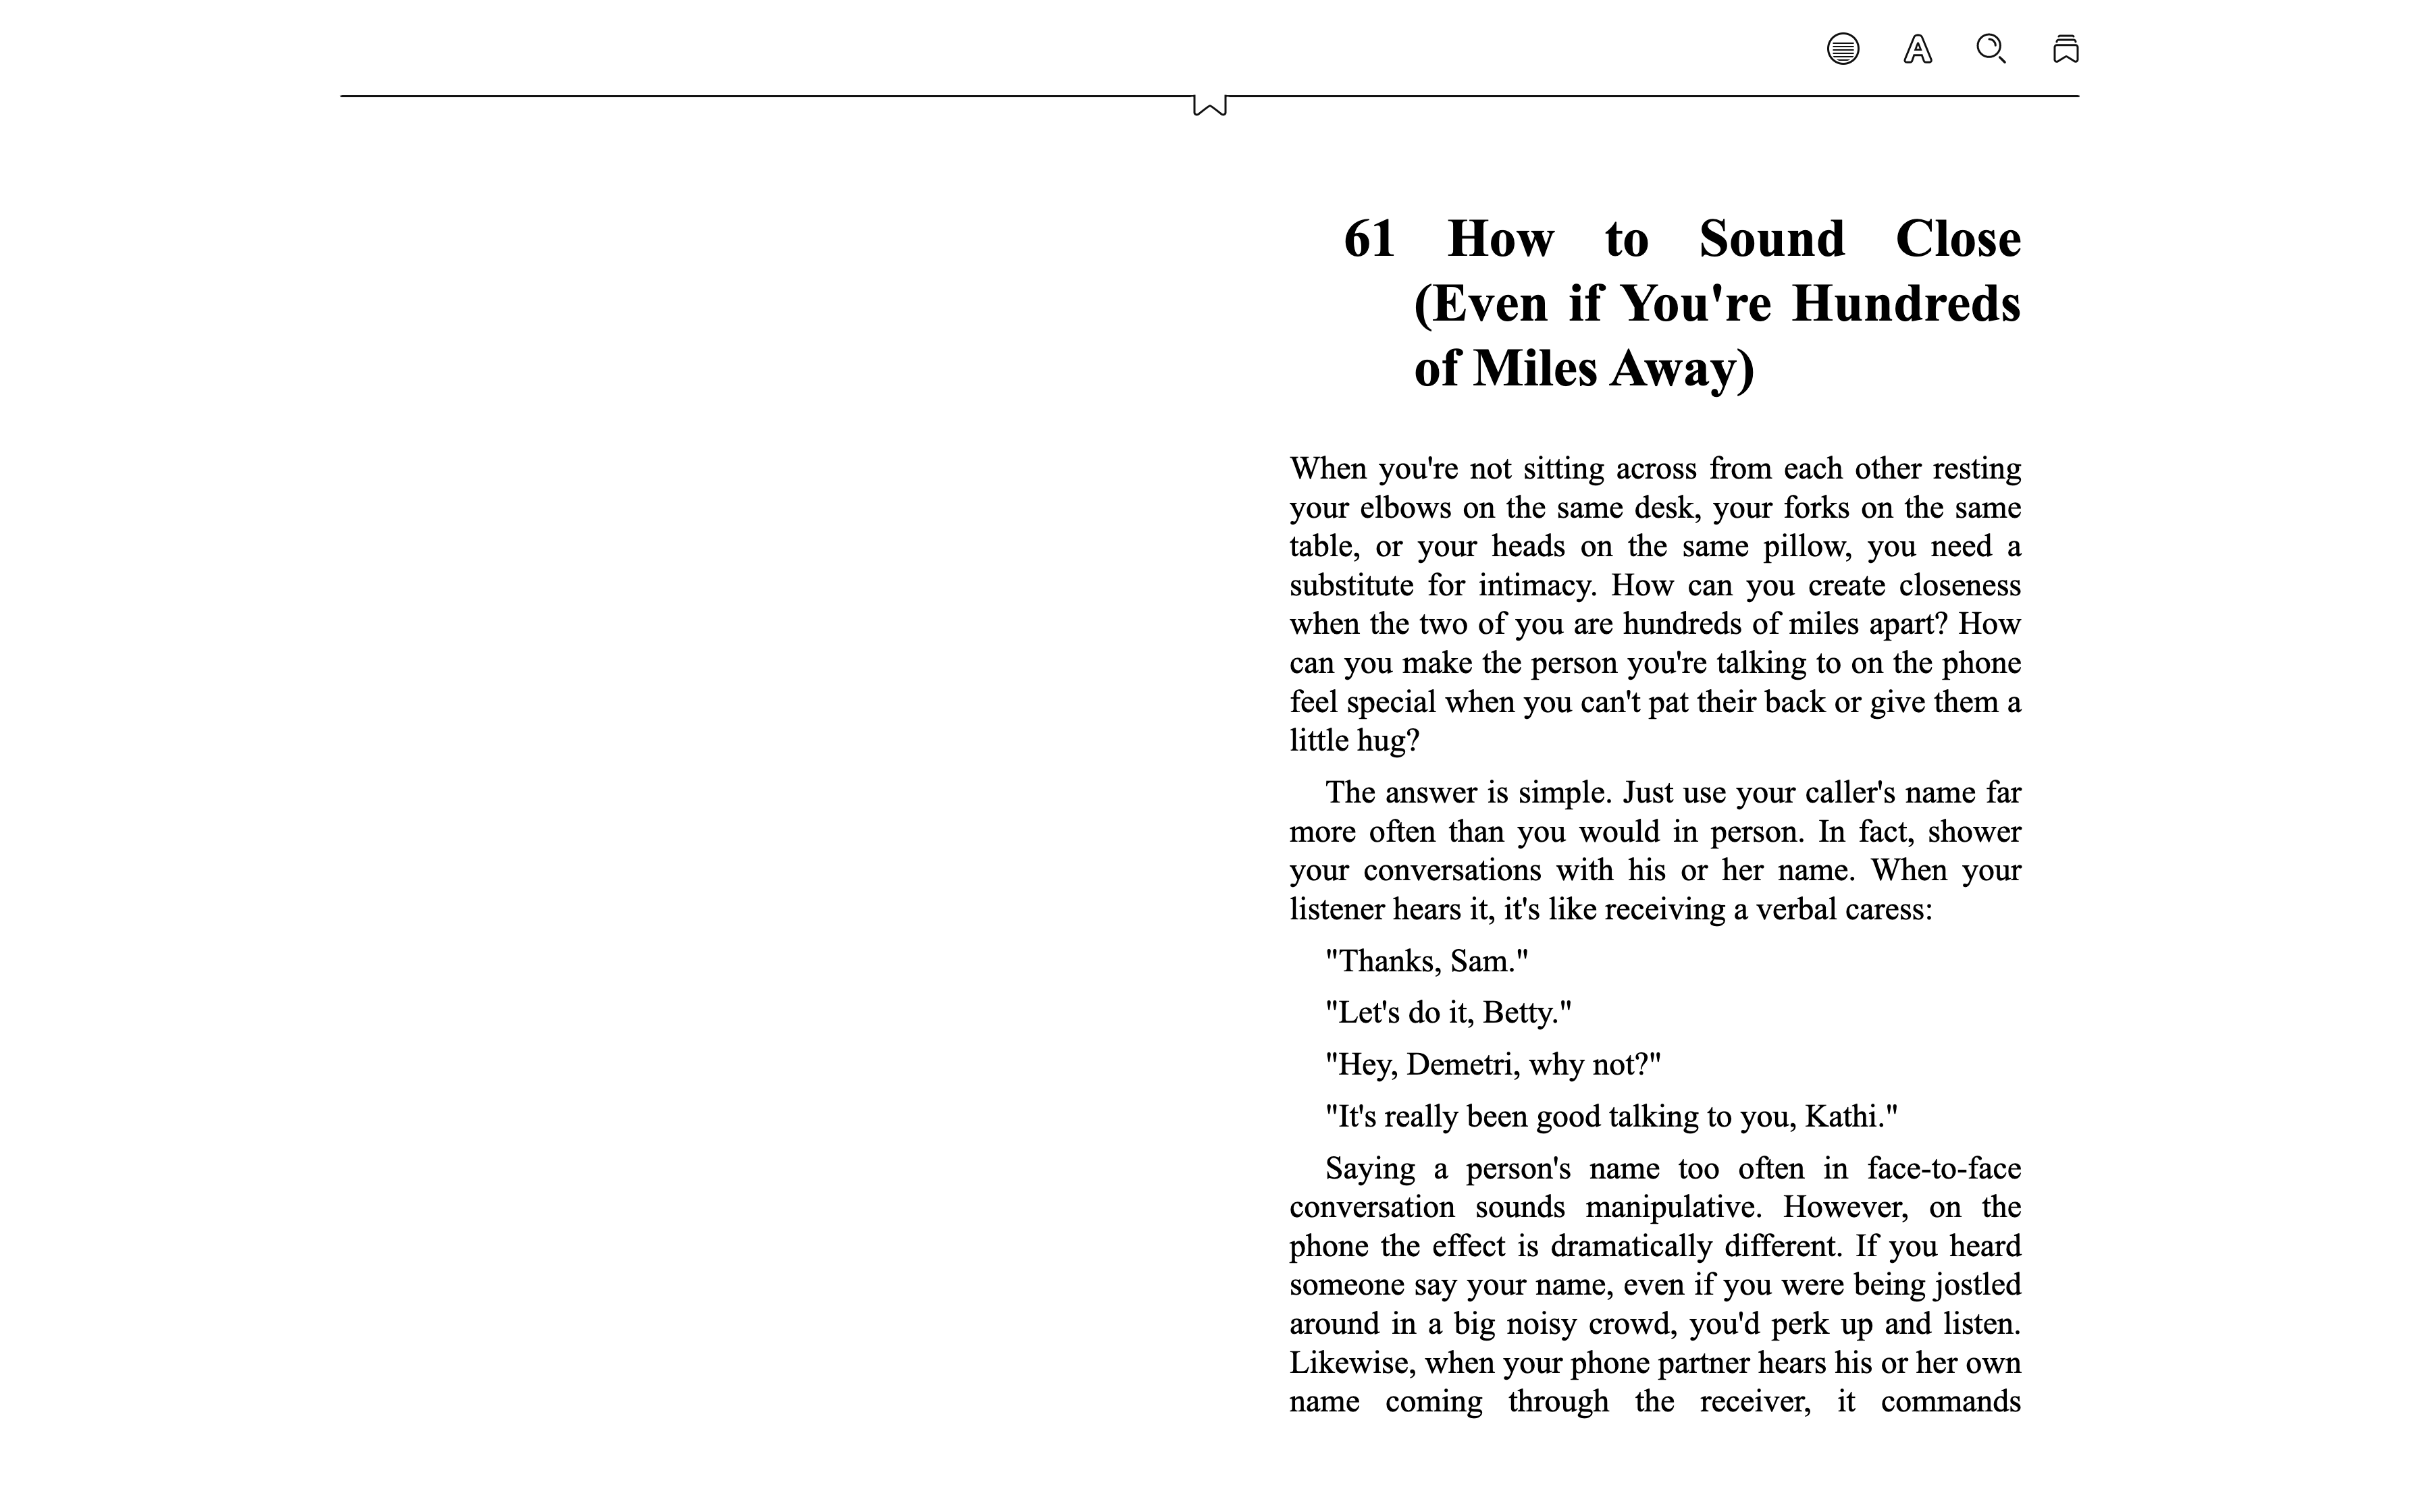 61 How to Sound Close
(Even if You're Hundreds
of Miles Away)
When you're not sitting across from each other resting
your elbows on the same desk, your forks on the same
table, or your heads on the same pillow, you need a
substitute for intimacy. How can you create closeness
when the two of you are hundreds of miles apart? How
can you make the person you're talking to on the phone
feel special when you can't pat their back or give them a
little hug?
The answer is simple. Just use your caller's name far
more often than you would in person. In fact, shower
your conversations with his or her name. When your
listener hears it, it's like receiving a verbal caress:
"Thanks, Sam."
"Let's do it, Betty."
"Hey, Demetri, why not?"
"It's really been good talking to you, Kathi."
Saying a person's name too often in face-to-face
conversation sounds manipulative. However, on the
phone the effect is dramatically different. If you heard
someone say your name, even if you were being jostled
around in a big noisy crowd, you'd perk up and listen.
Likewise, when your phone partner hears his or her own
name coming through the receiver, it commands